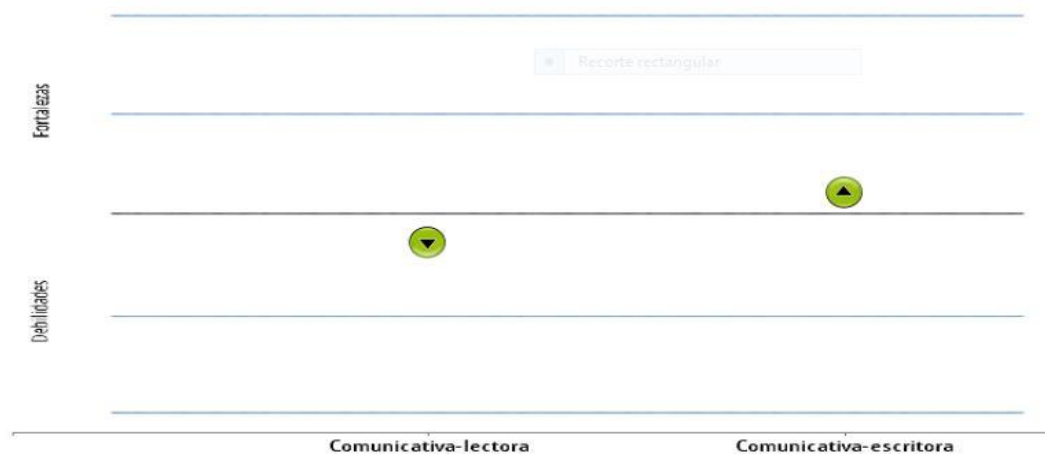 Recorte rectangular
Fortalezas
Debilidades
Comunicativa-lectora
Comunicativa-escritora